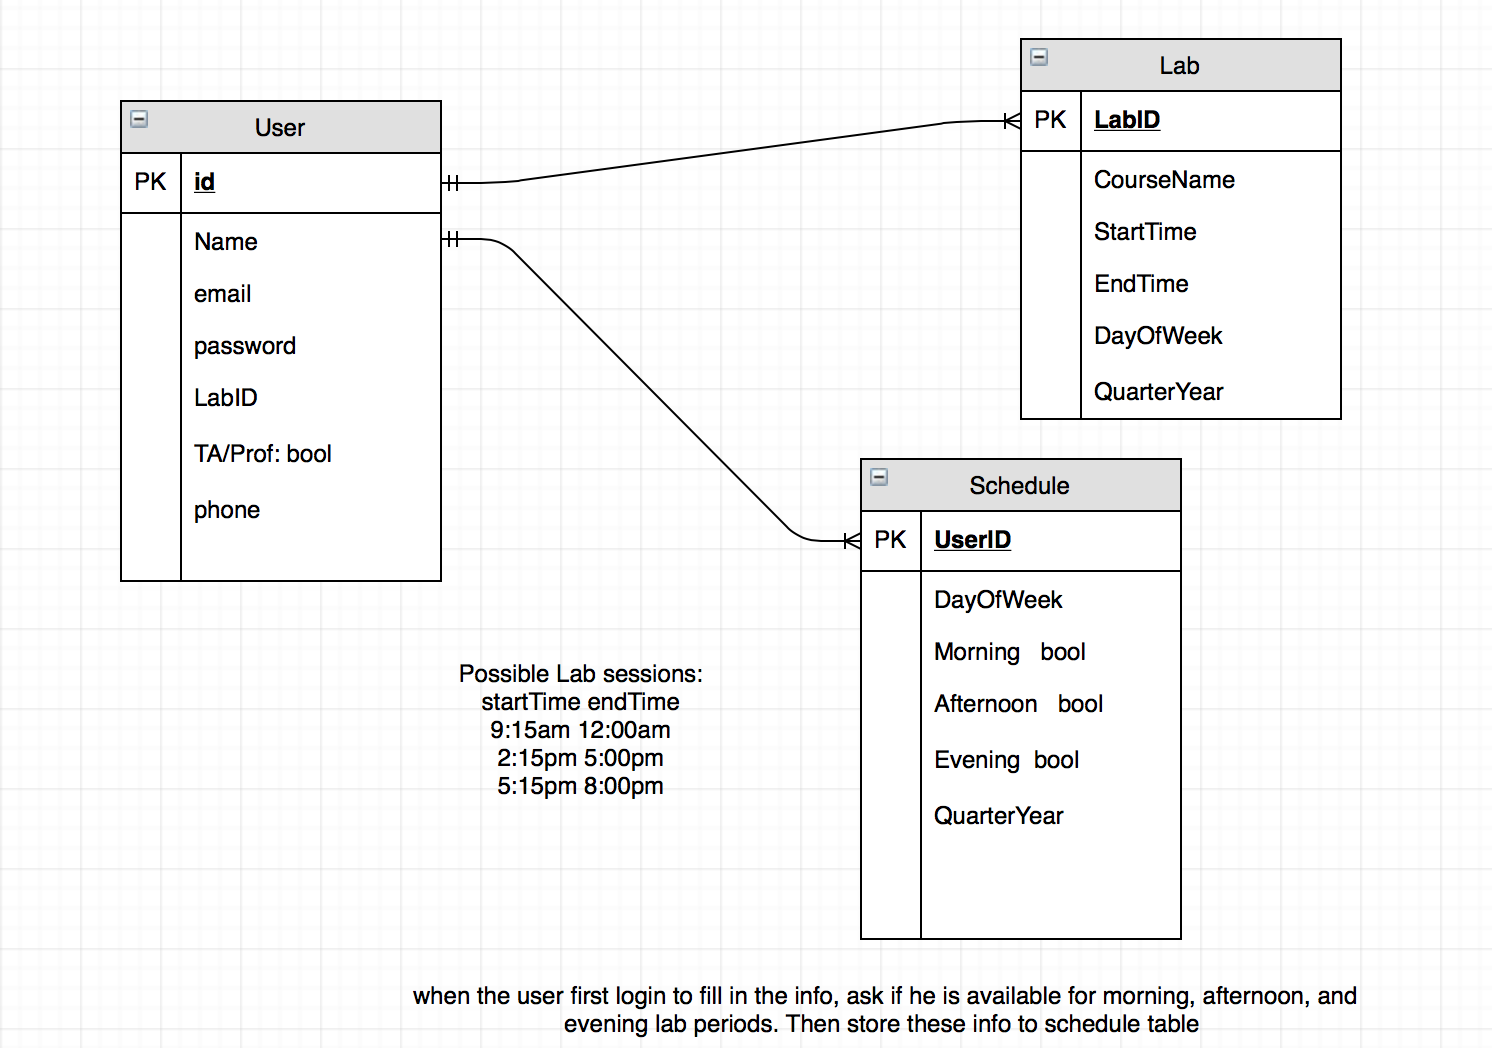 User
PK id
Name
email
password
LabID
TA/Prof: bool
phone
Lab
PK LabID
CourseName
StartTime
EndTime
DayOfWeek
QuarterYear
Schedule
PK UserID
DayOfWeek
Morning bool
Afternoon bool
Evening bool
QuarterYear
Possible Lab sessions:
startTime endTime
9:15am 12:00am
2:15pm 5:00pm
5:15pm 8:00pm
when the user first login to fill in the info, ask if he is available for morning, afternoon, and
evening lab periods. Then store these info to schedule table